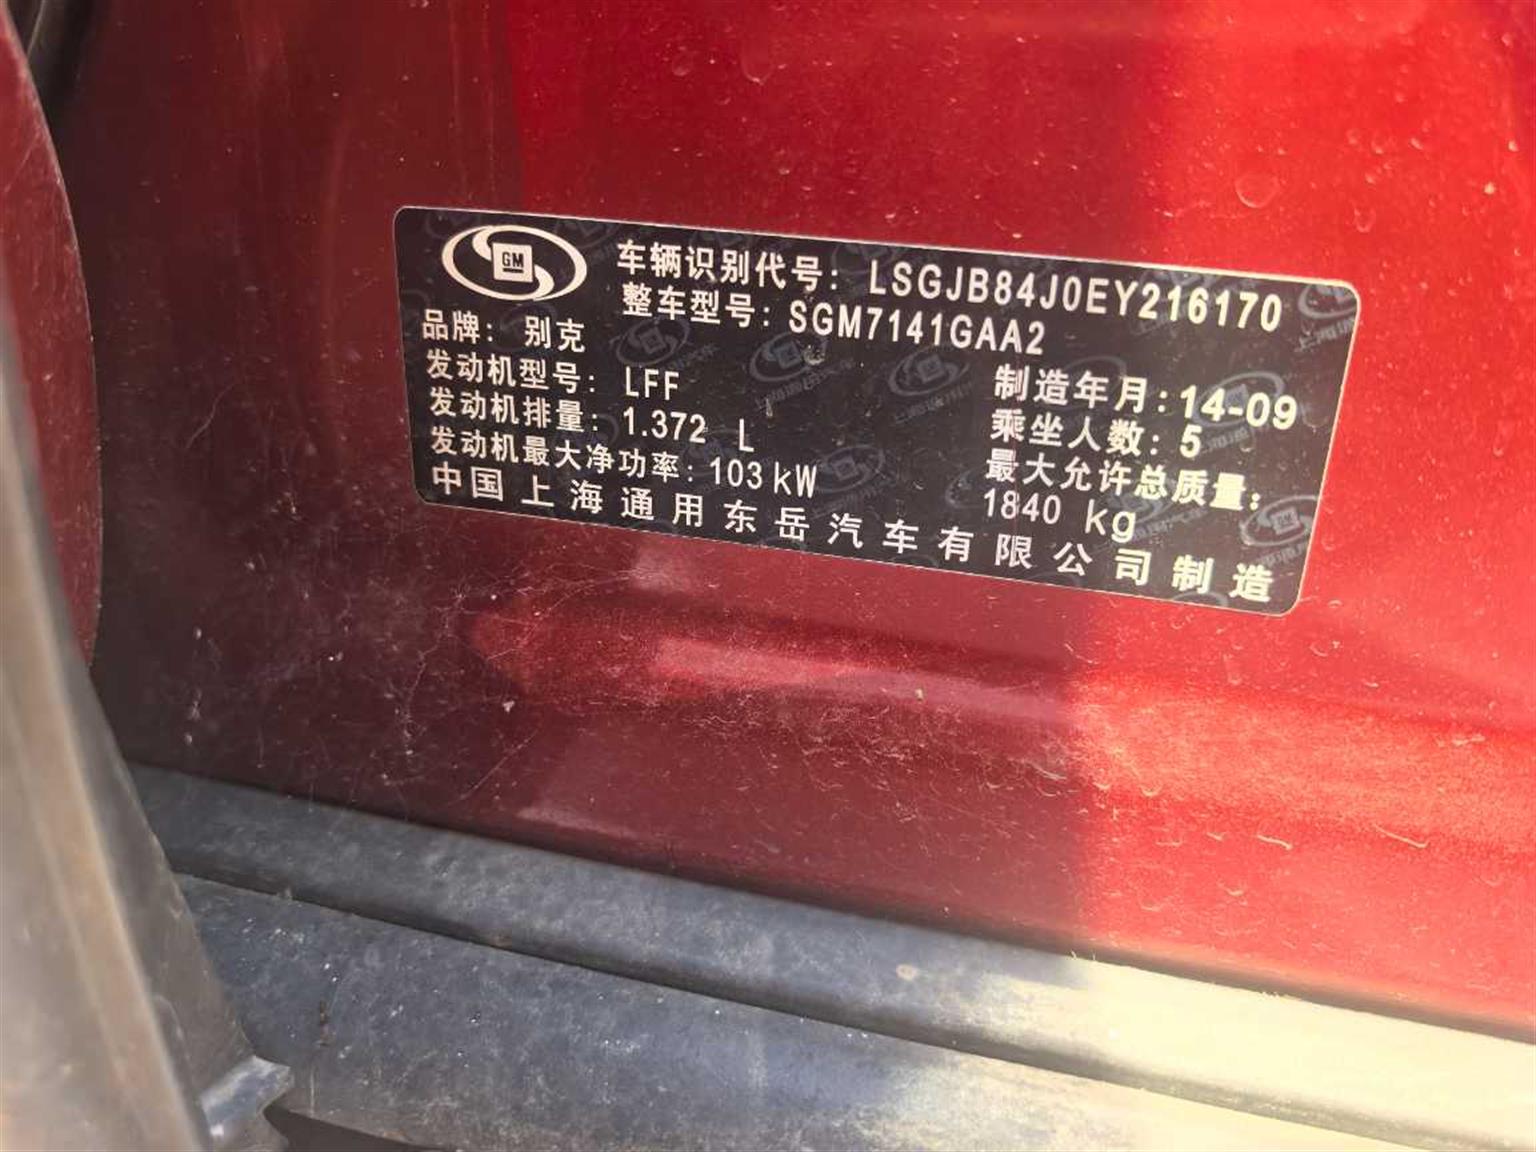 GM
车辆识别代号: LSGJB84J0EY216170
整车型号: SGM7141GAA2
品牌: 别克
发动机型号: LFF
制造年月: 14-09
发动机排量: 1.372 L
乘坐人数: 5
发动机最大净功率: 103 kW
最大允许总质量:
1840 kg
中国上海通用东岳汽车有限公司制造